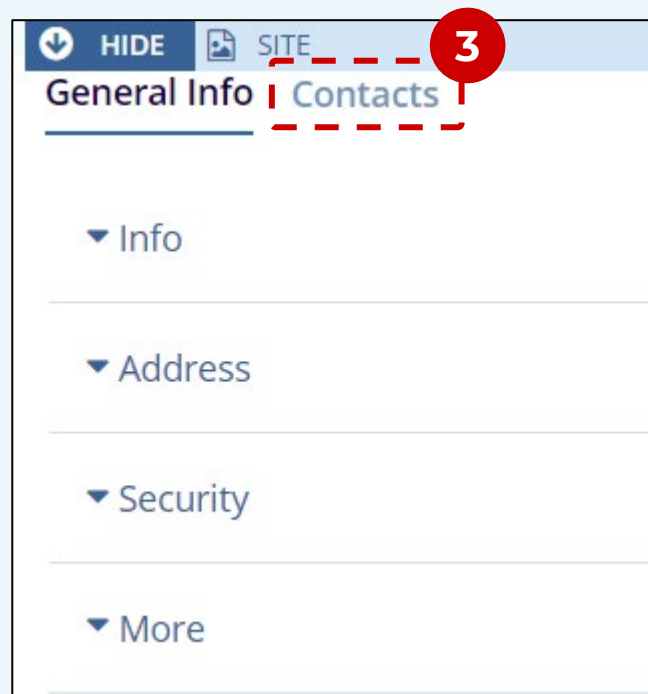 HIDE SITE 3
General Info Contacts
Info
Address
Security
More